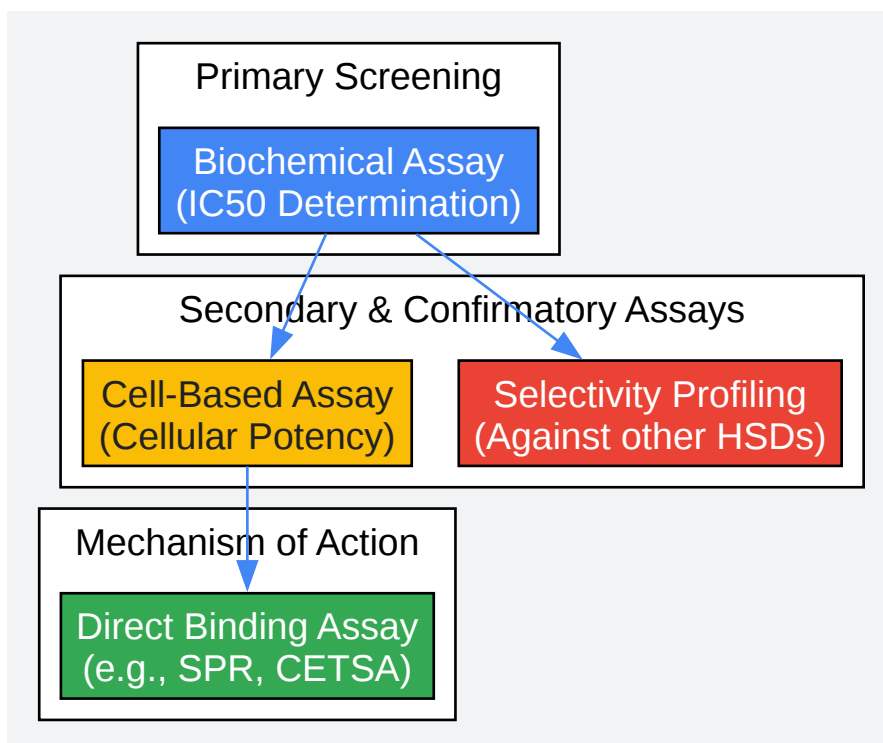 Primary Screening
Biochemical Assay
(IC50 Determination)
Secondary & Confirmatory Assays
Cell-Based Assay
(Cellular Potency)
Selectivity Profiling
(Against other HSDs)
Mechanism of Action
Direct Binding Assay
(e.g., SPR, CETSA)